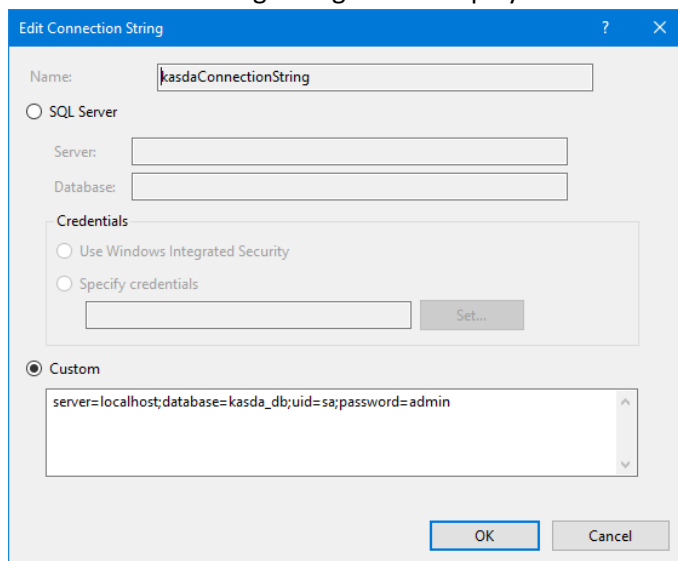 Edit Connection String ?
Name: kasdaConnectionString
SQL Server
Server:
Database:
Credentials
Use Windows Integrated Security
Specify credentials
Set...
Custom
server=localhost;database=kasda_db;uid=sa;password=admin
OK Cancel